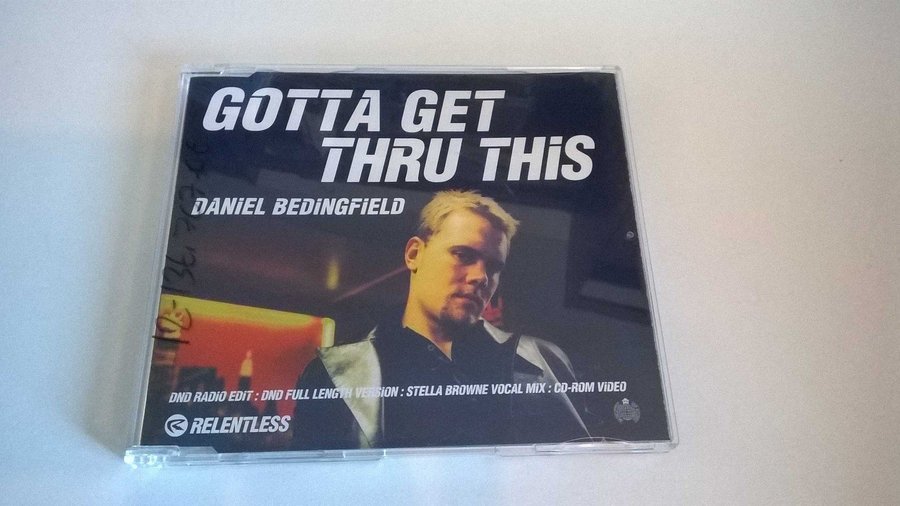 GOTTA GET
THRU THiS
DANiEL BEDiNGFiELD
DND RADIO EDIT : DND FULL LENGTH VERSION : STELLA BROWNE VOCAL MIX : CD-ROM ViDEO
RELENTLESS